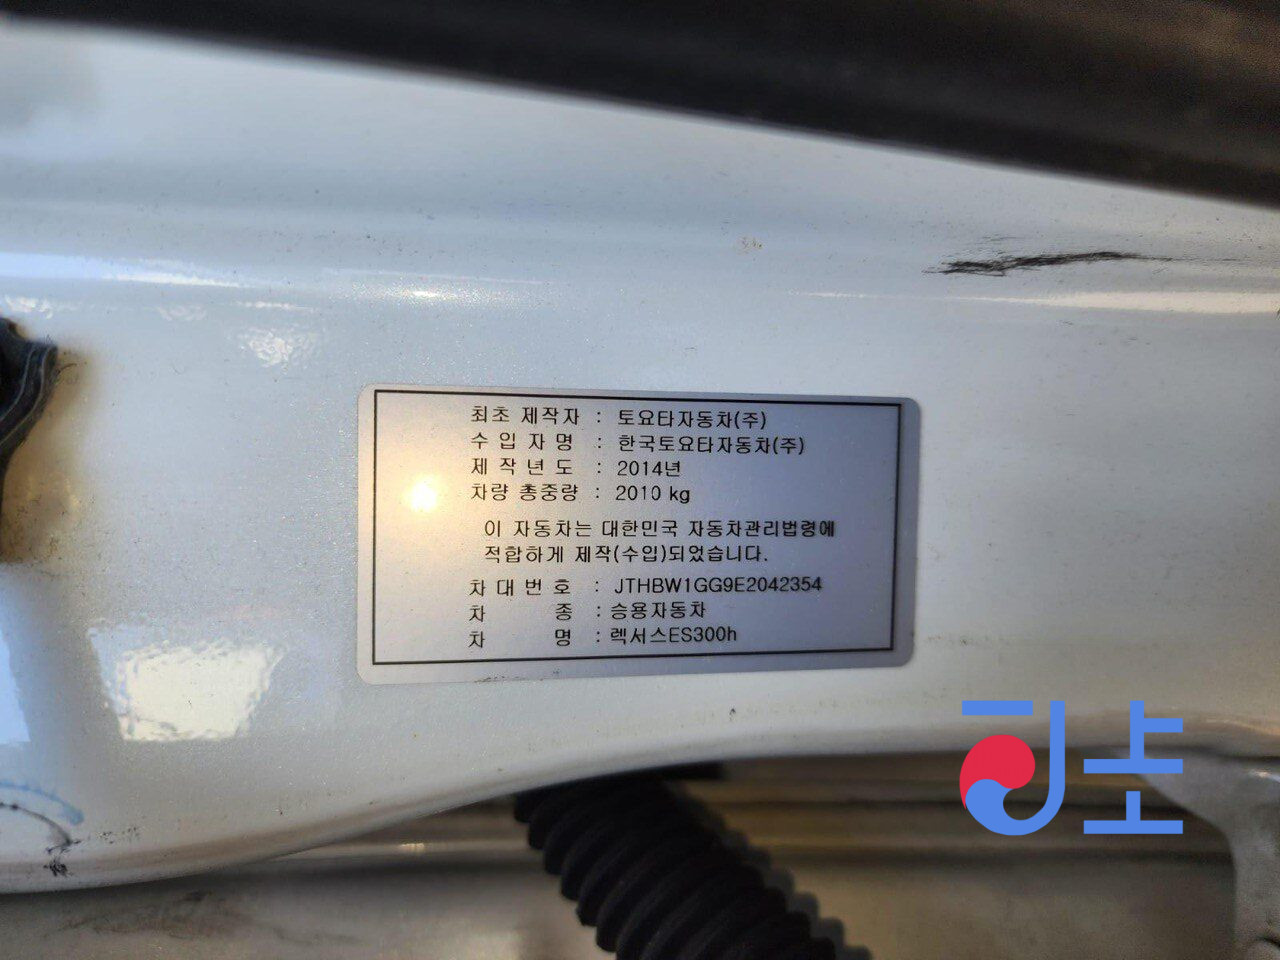 최초 제작자 : 토요타자동차(주)
수 입 자 명 : 한국토요타자동차(주)
제 작 년 도 : 2014년
차량 총중량 : 2010 kg
이 자동차는 대한민국 자동차관리법령에
적합하게 제작(수입)되었습니다.
차 대 번 호 : JTHBW1GG9E2042354
차 종 : 승용자동차
차 명 : 렉서스ES300h